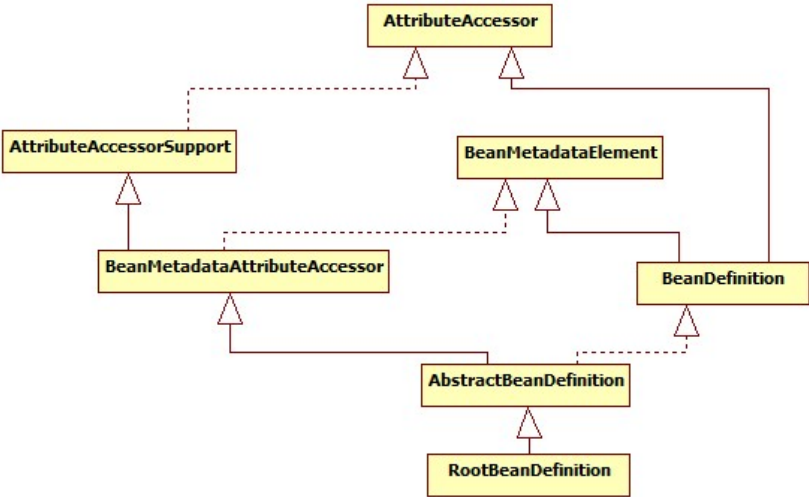 AttributeAccessor
AttributeAccessorSupport
BeanMetadataElement
BeanMetadataAttributeAccessor
BeanDefinition
AbstractBeanDefinition
RootBeanDefinition